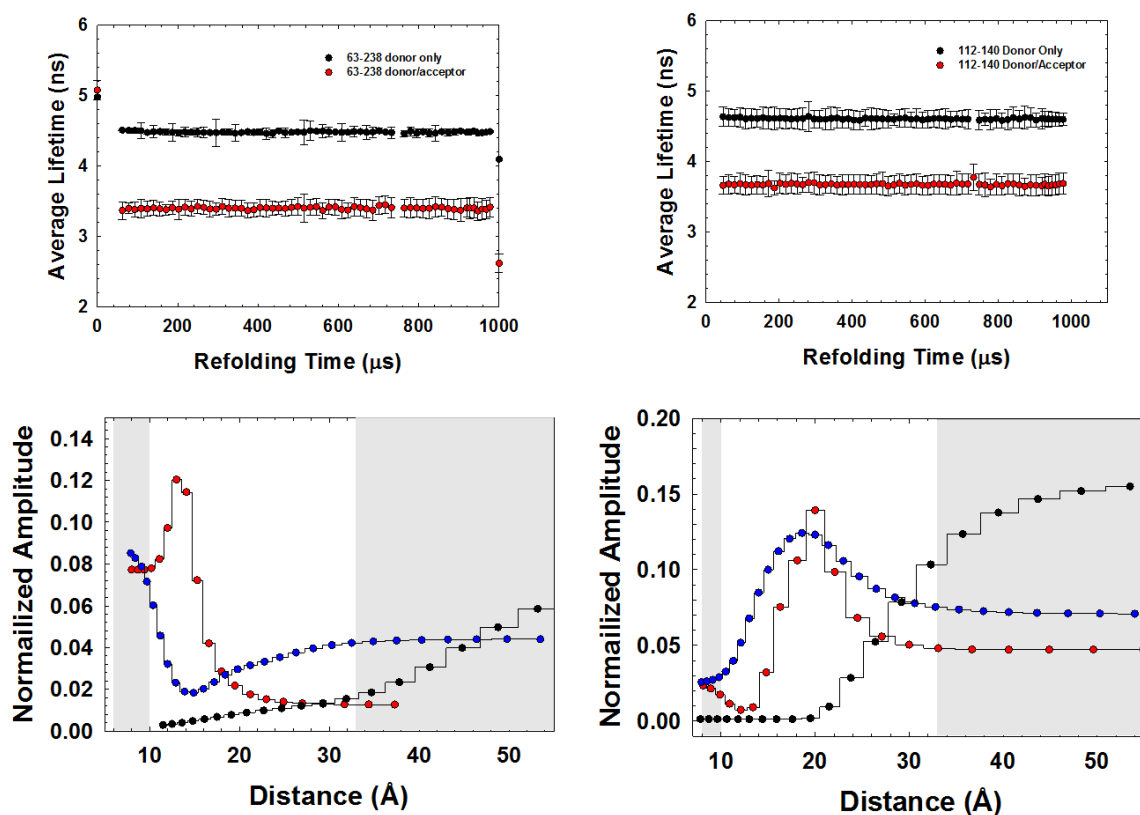 6
5
4
3
2
Average Lifetime (ns)
63-238 donor only
63-238 donor/acceptor
0 200 400 600 800 1000
Refolding Time (μs)
6
5
4
3
2
Average Lifetime (ns)
112-140 Donor Only
112-140 Donor/Acceptor
0 200 400 600 800 1000
Refolding Time (μs)
0.14
0.12
0.10
0.08
0.06
0.04
0.02
0.00
Normailized Amplitude
10 20 30 40 50
Distance (Å)
0.20
0.15
0.10
0.05
0.00
Normailized Amplitude
10 20 30 40 50
Distance (Å)